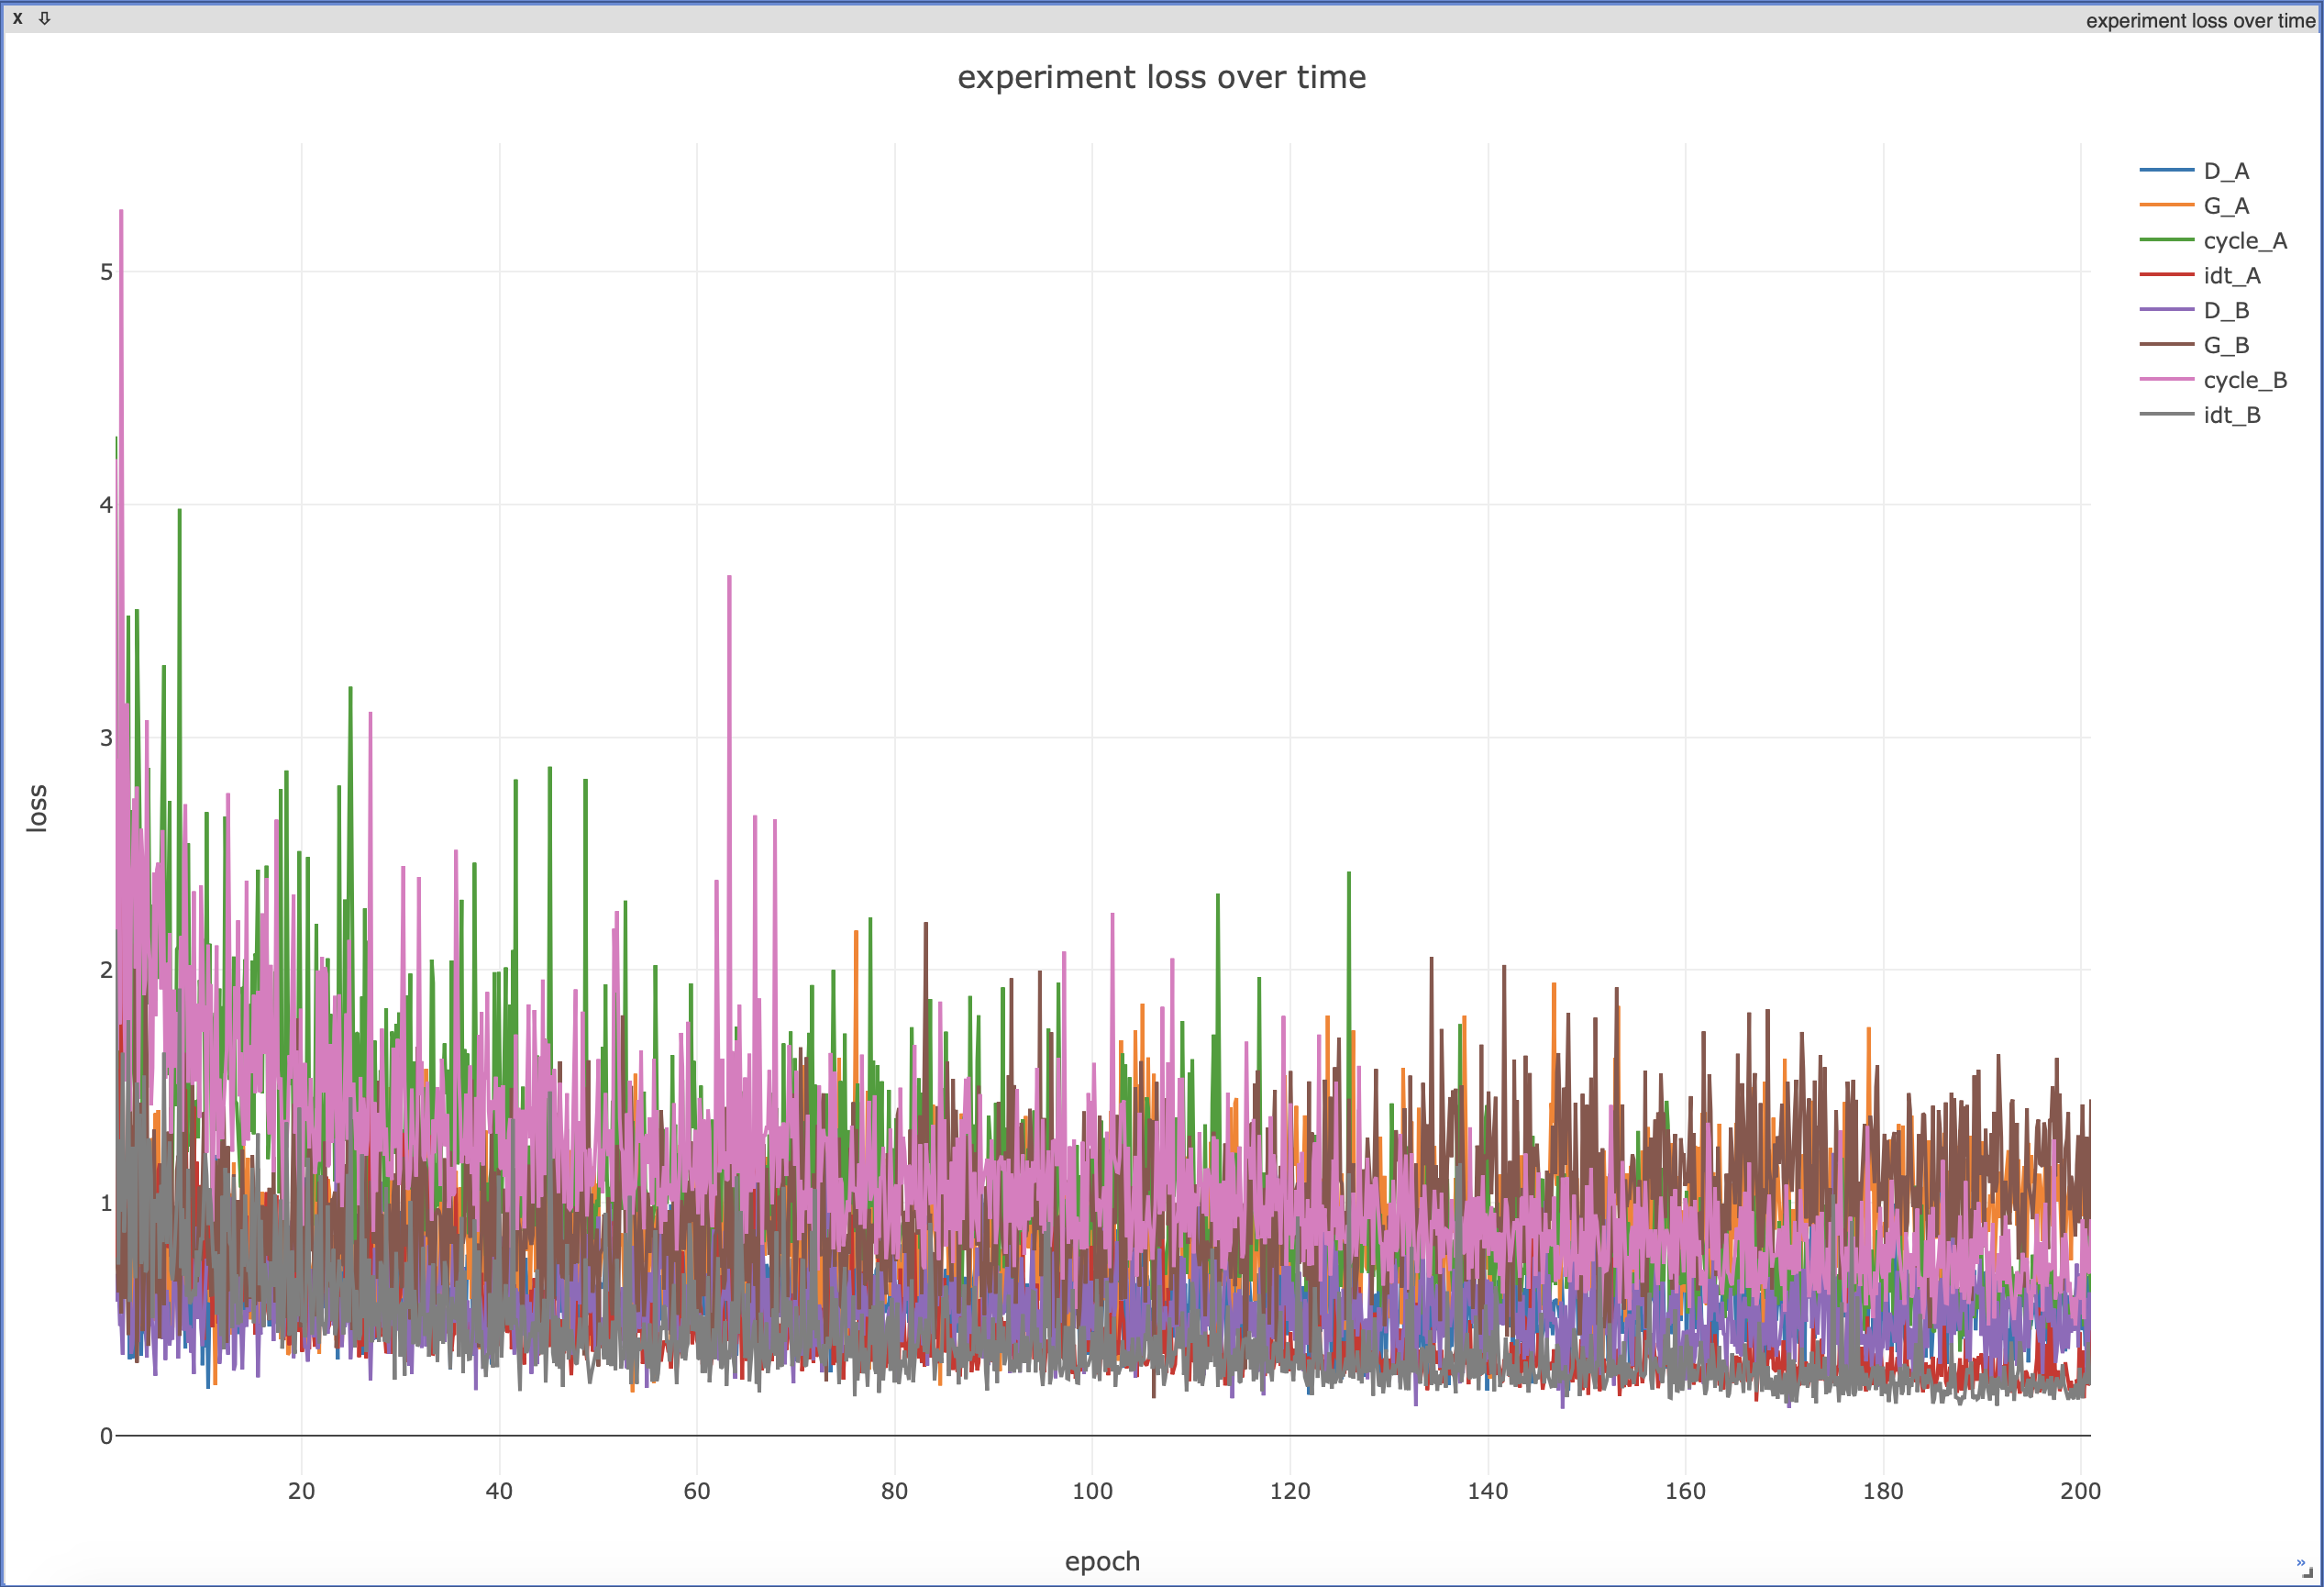 x ⇩ experiment loss over time
experiment loss over time
D_A
G_A
cycle_A
idt_A
D_B
G_B
cycle_B
idt_B
5
4
3
2
1
0
loss
20 40 60 80 100 120 140 160 180 200
epoch
»